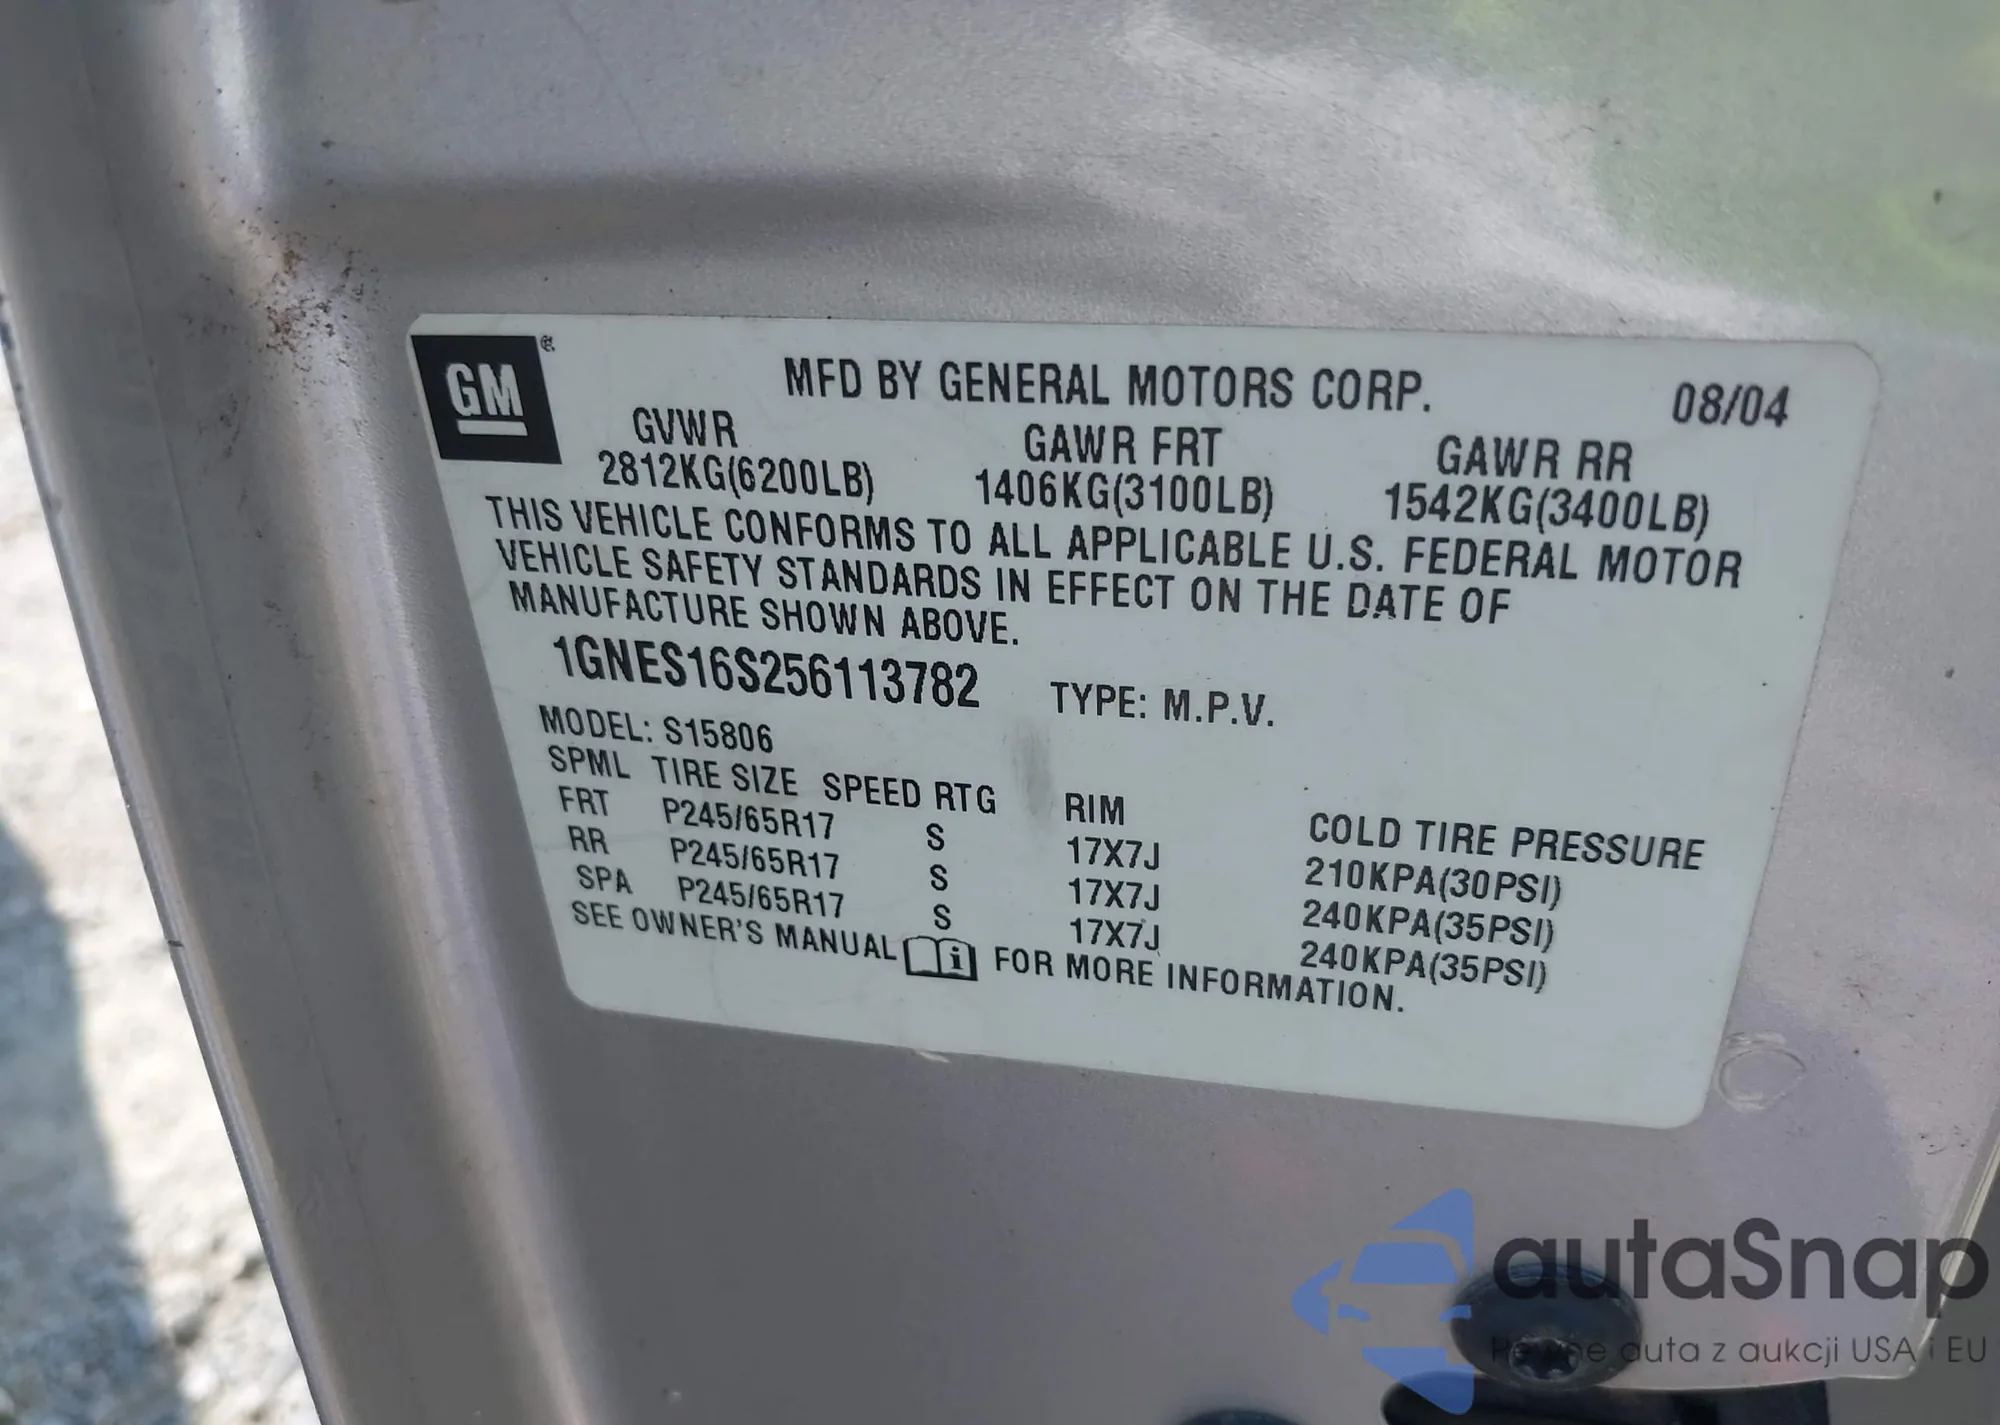 GM
MFD BY GENERAL MOTORS CORP. 08/04
GVWR GAWR FRT GAWR RR
2812KG(6200LB) 1406KG(3100LB) 1542KG(3400LB)
THIS VEHICLE CONFORMS TO ALL APPLICABLE U.S. FEDERAL MOTOR
VEHICLE SAFETY STANDARDS IN EFFECT ON THE DATE OF
MANUFACTURE SHOWN ABOVE.
1GNES16S256113782 TYPE: M.P.V.
MODEL: S15806
SPML TIRE SIZE SPEED RTG RIM COLD TIRE PRESSURE
FRT P245/65R17 S 17X7J 210KPA(30PSI)
RR P245/65R17 S 17X7J 240KPA(35PSI)
SPA P245/65R17 S 17X7J 240KPA(35PSI)
SEE OWNER'S MANUAL i FOR MORE INFORMATION.
autaSnap
Pewne auta z aukcji USA i EU